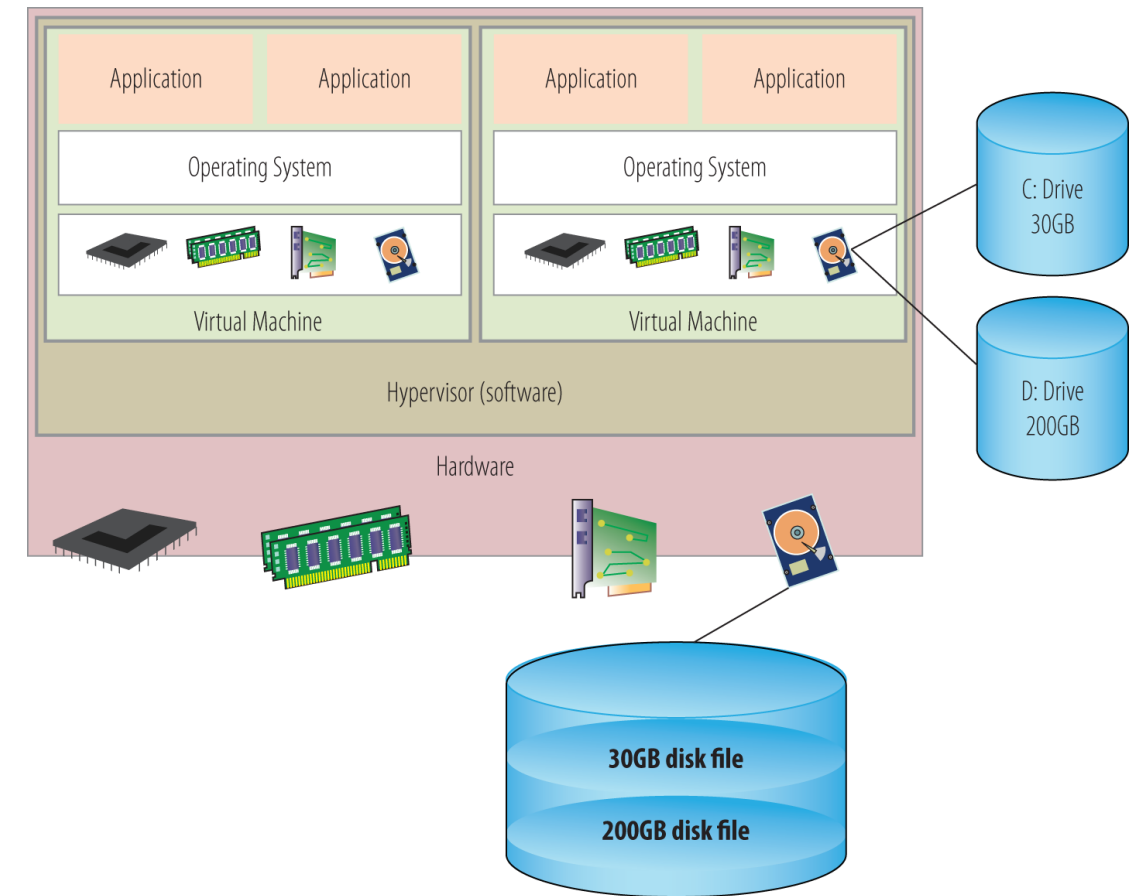 Application
Application
Application
Application
Operating System
Operating System
Virtual Machine
Virtual Machine
Hypervisor (software)
Hardware
C: Drive
30GB
D: Drive
200GB
30GB disk file
200GB disk file